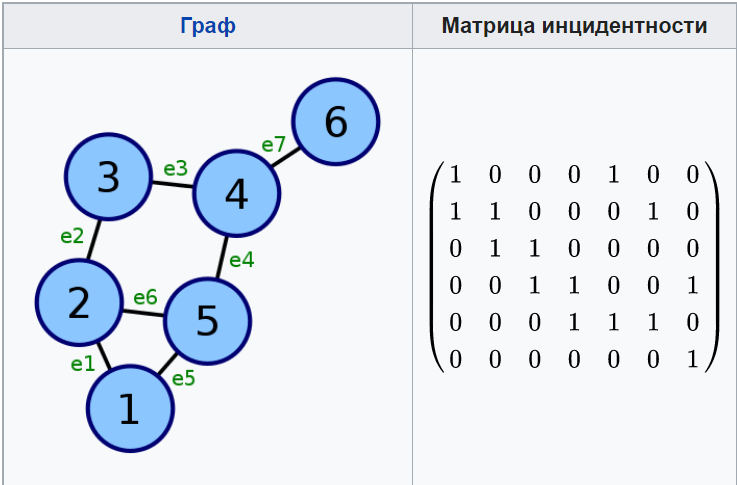 Граф Матрица инцидентности
6
e7
3 e3 4
e2 e4
2 e6 5
e1 e5
1
1 0 0 0 1 0 0
1 1 0 0 0 1 0
0 1 1 0 0 0 0
0 0 1 1 0 0 1
0 0 0 1 1 1 0
0 0 0 0 0 0 1